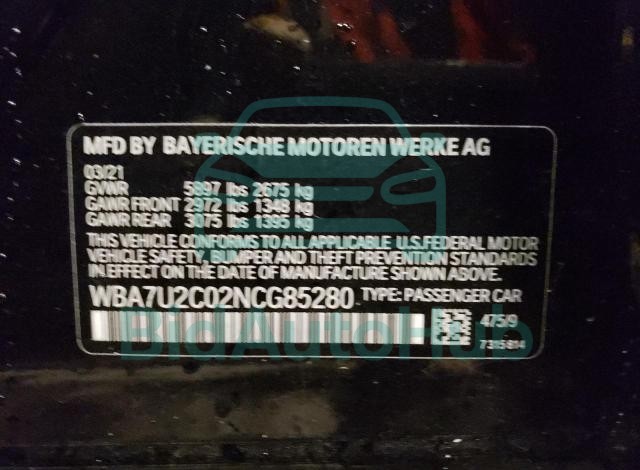 MFD BY BAYERISCHE MOTOREN WERKE AG
03/21
GVWR 5897 lbs 2675 kg
GAWR FRONT 2972 lbs 1348 kg
GAWR REAR 3075 lbs 1395 kg
THIS VEHICLE CONFORMS TO ALL APPLICABLE U.S.FEDERAL MOTOR
VEHICLE SAFETY, BUMPER AND THEFT PREVENTION STANDARDS
IN EFFECT ON THE DATE OF MANUFACTURE SHOWN ABOVE.
WBA7U2C02NCG85280 TYPE: PASSENGER CAR
475/9
7315814
BidAutoHub